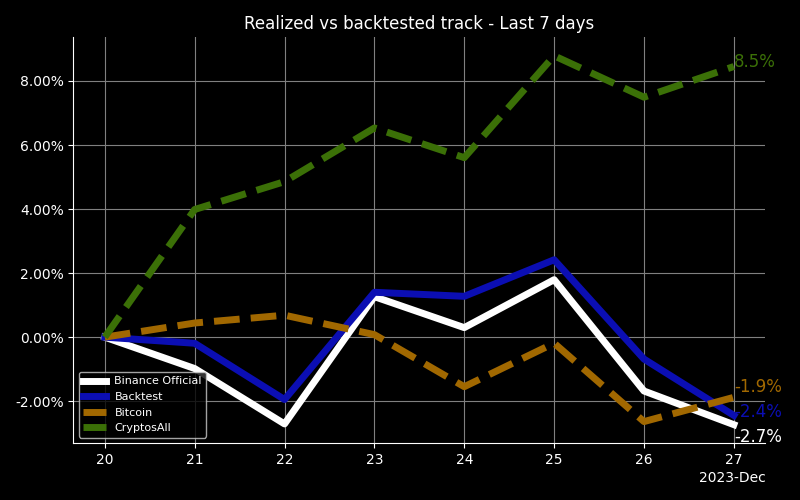 Realized vs backtested track - Last 7 days
8.00%
6.00%
4.00%
2.00%
0.00%
-2.00%
8.5%
-1.9%
-2.4%
-2.7%
Binance Official
Backtest
Bitcoin
CryptosAll
20 21 22 23 24 25 26 27
2023-Dec